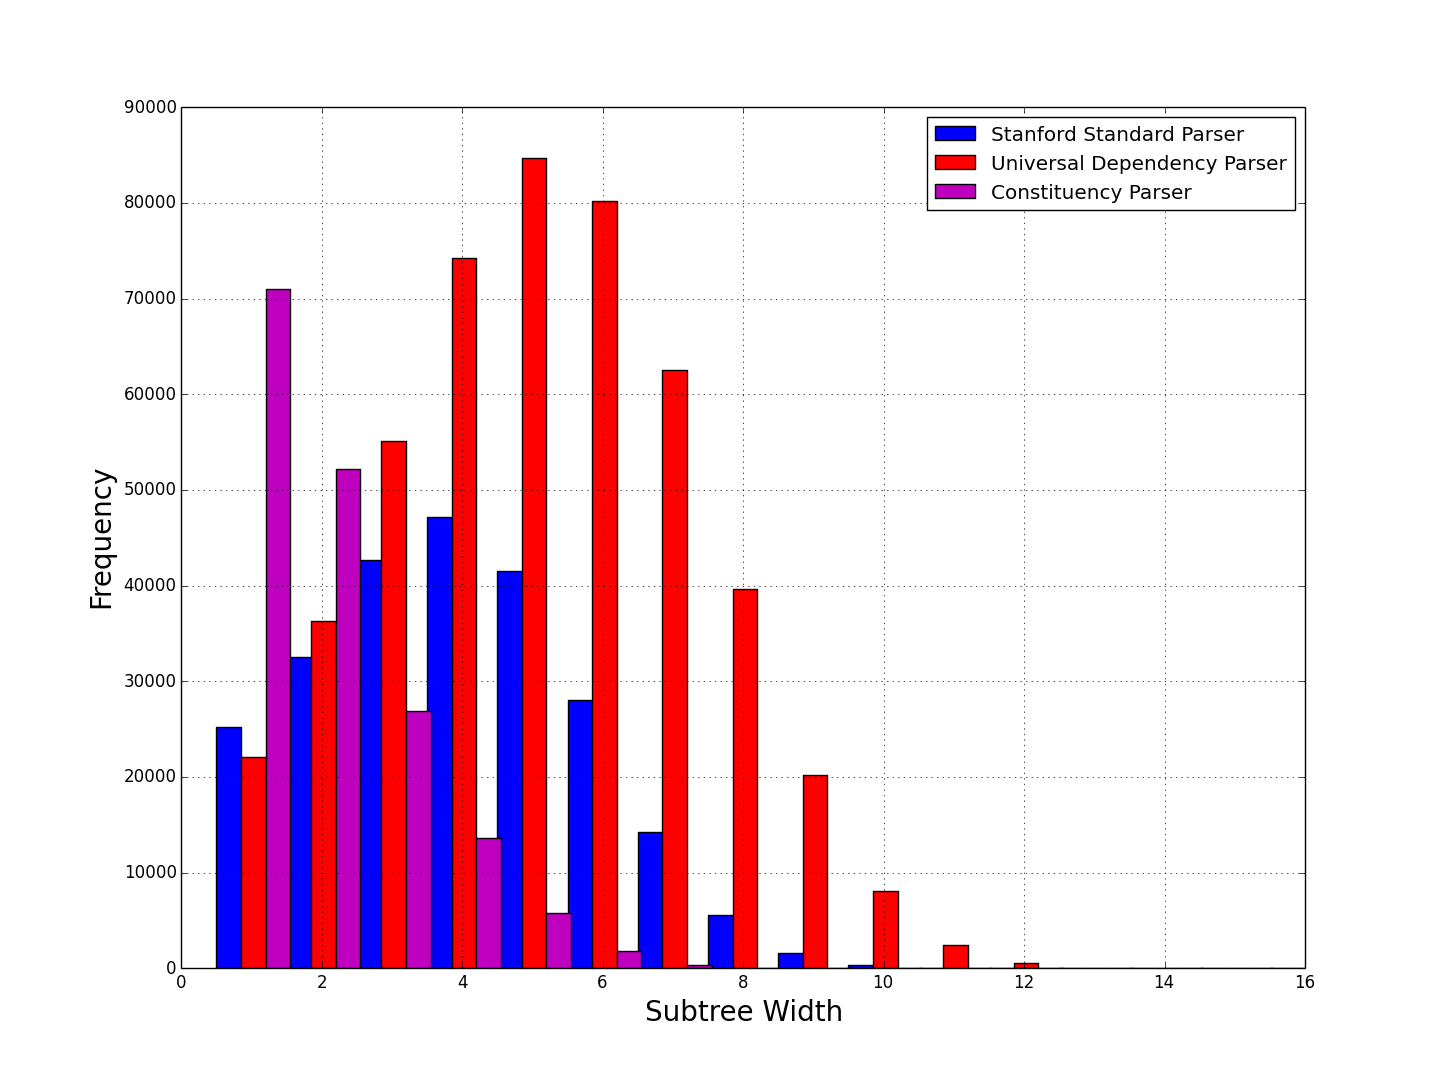 90000
80000
70000
60000
50000
40000
30000
20000
10000
0
Frequency
0 2 4 6 8 10 12 14 16
Subtree Width
Stanford Standard Parser
Universal Dependency Parser
Constituency Parser